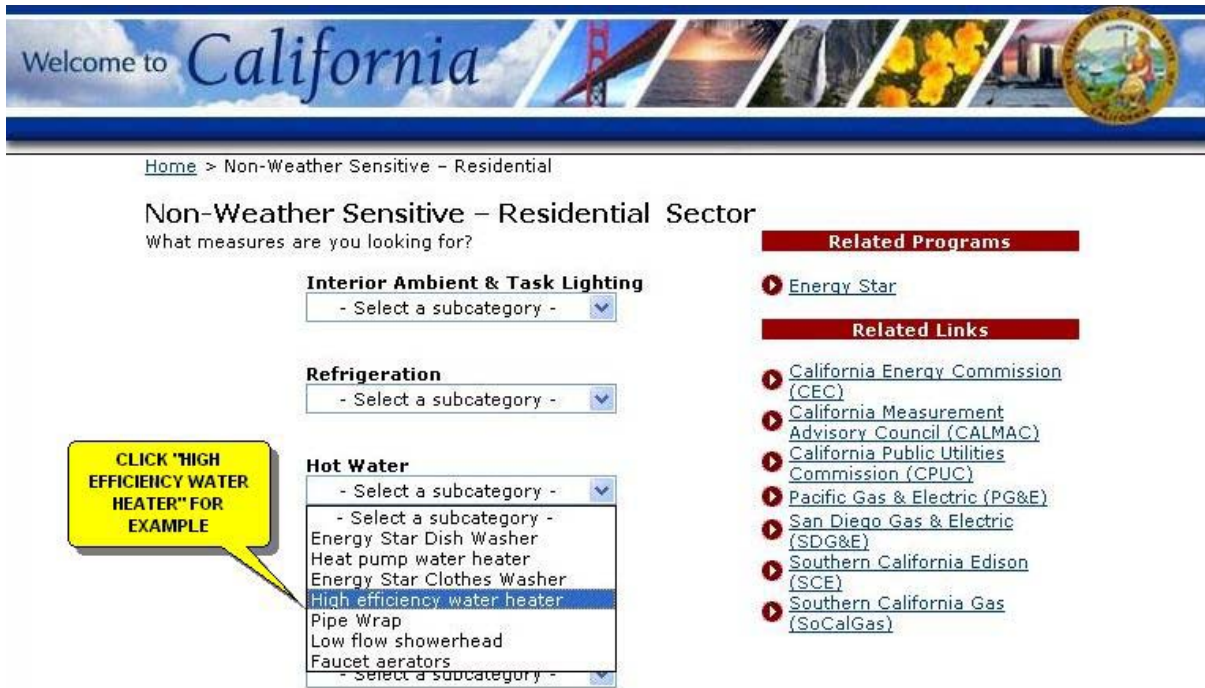 Welcome to California
Home > Non-Weather Sensitive – Residential
Non-Weather Sensitive – Residential Sector
What measures are you looking for?
Interior Ambient & Task Lighting
- Select a subcategory -
Refrigeration
- Select a subcategory -
CLICK "HIGH
EFFICIENCY WATER
HEATER" FOR
EXAMPLE
Hot Water
- Select a subcategory -
- Select a subcategory -
Energy Star Dish Washer
Heat pump water heater
Energy Star Clothes Washer
High efficiency water heater
Pipe Wrap
Low flow showerhead
Faucet aerators
- Select a subcategory -
Related Programs
Energy Star
Related Links
California Energy Commission
(CEC)
California Measurement
Advisory Council (CALMAC)
California Public Utilities
Commission (CPUC)
Pacific Gas & Electric (PG&E)
San Diego Gas & Electric
(SDG&E)
Southern California Edison
(SCE)
Southern California Gas
(SoCalGas)